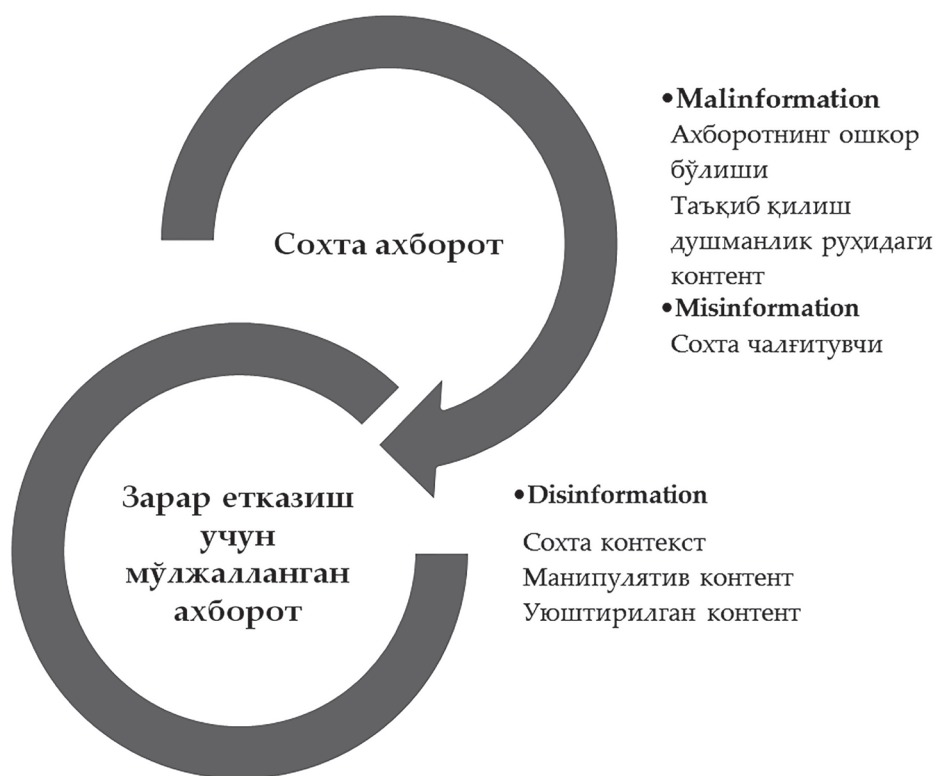 •Malinformation
Ахборотнинг ошкор
бўлиши
Таъқиб қилиш
душманлик руҳидаги
контент
•Misinformation
Сохта чалғитувчи
Сохта ахборот
•Disinformation
Сохта контекст
Манипулятив контент
Уюштирилган контент
Зарар етказиш
учун
мўлжалланган
ахборот